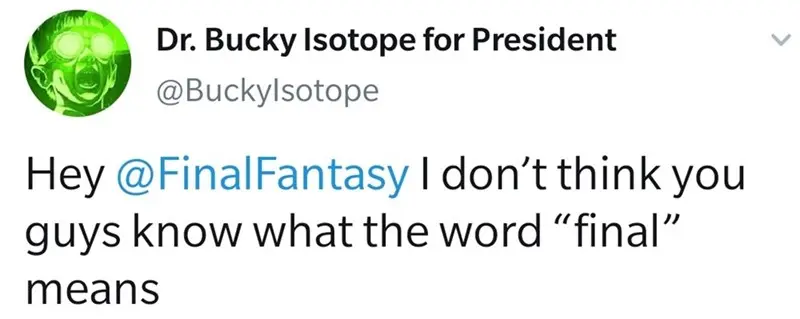 Dr. Bucky Isotope for President
@BuckyIsotope
Hey @FinalFantasy I don’t think you
guys know what the word “final”
means